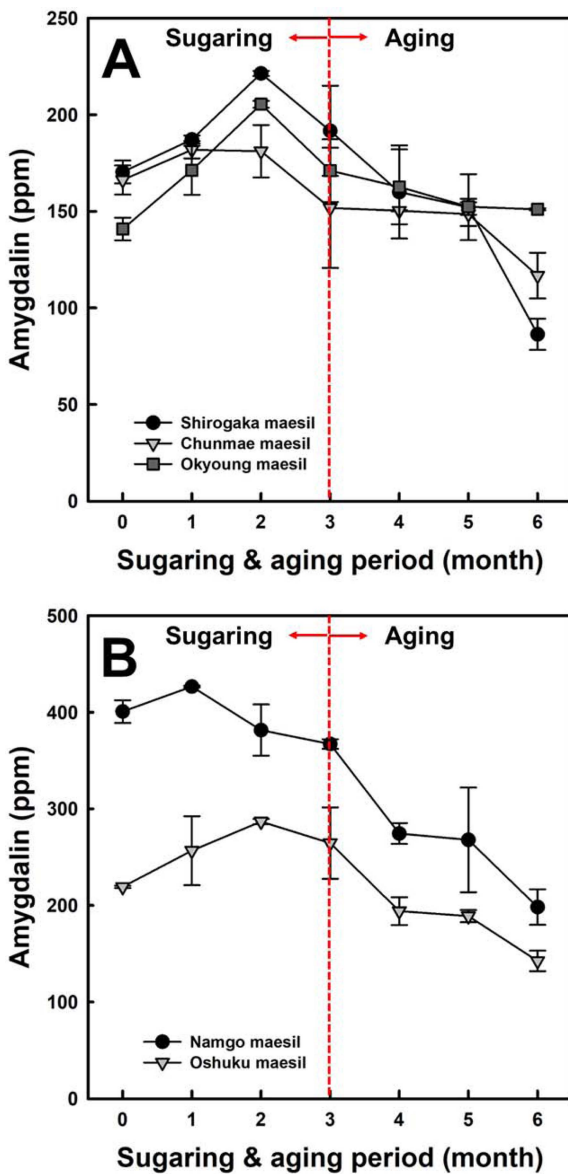 A
Sugaring Aging
250
200
150
100
50
0
Amygdalin (ppm)
Shirogaka maesil
Chunmae maesil
Okyoung maesil
0 1 2 3 4 5 6
Sugaring & aging period (month)
B
Sugaring Aging
500
400
300
200
100
0
Amygdalin (ppm)
Namgo maesil
Oshuku maesil
0 1 2 3 4 5 6
Sugaring & aging period (month)